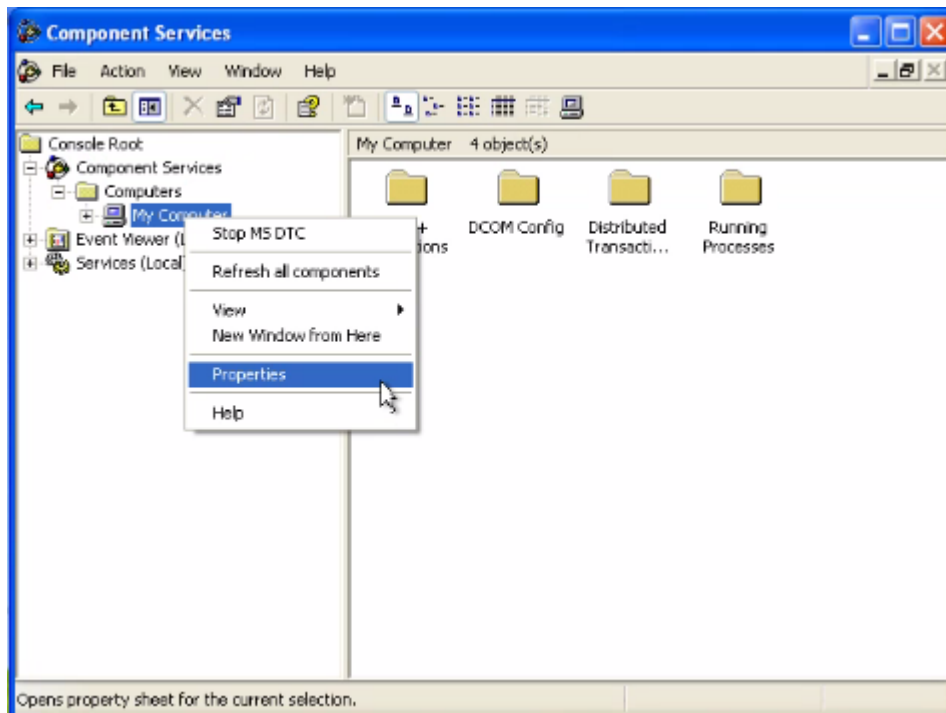 Component Services
File Action View Window Help
Console Root
Component Services
Computers
My Computer
Event Viewer (L
Services (Local
My Computer 4 object(s)
+
ions
DCOM Config
Distributed
Transacti...
Running
Processes
Stop MS DTC
Refresh all components
View
New Window from Here
Properties
Help
Opens property sheet for the current selection.